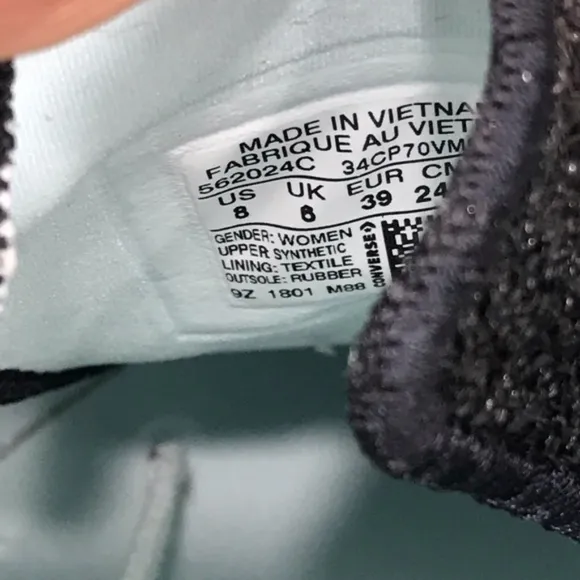 MADE IN VIETNA
FABRIQUE AU VIET
562024C 34CP70VM
US UK EUR CM
8 6 39 24
GENDER: WOMEN
UPPER SYNTHETIC
LINING: TEXTILE
OUTSOLE: RUBBER
9Z 1801 M88
CONVERSE